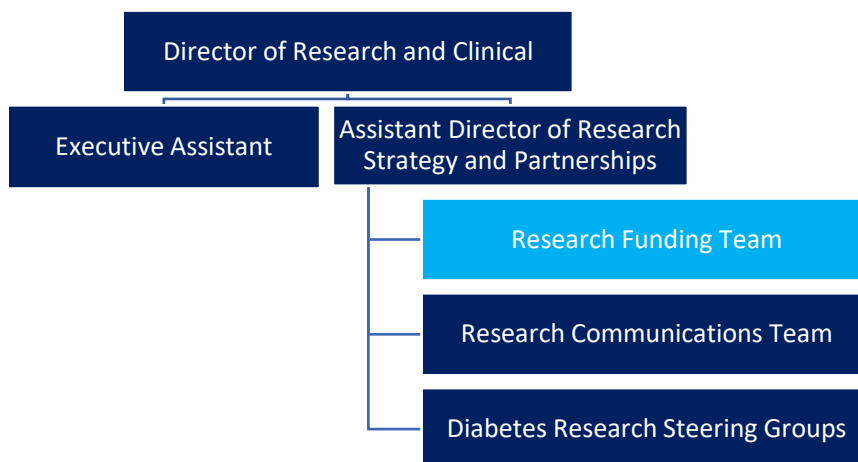 Director of Research and Clinical
Executive Assistant
Assistant Director of Research
Strategy and Partnerships
Research Funding Team
Research Communications Team
Diabetes Research Steering Groups